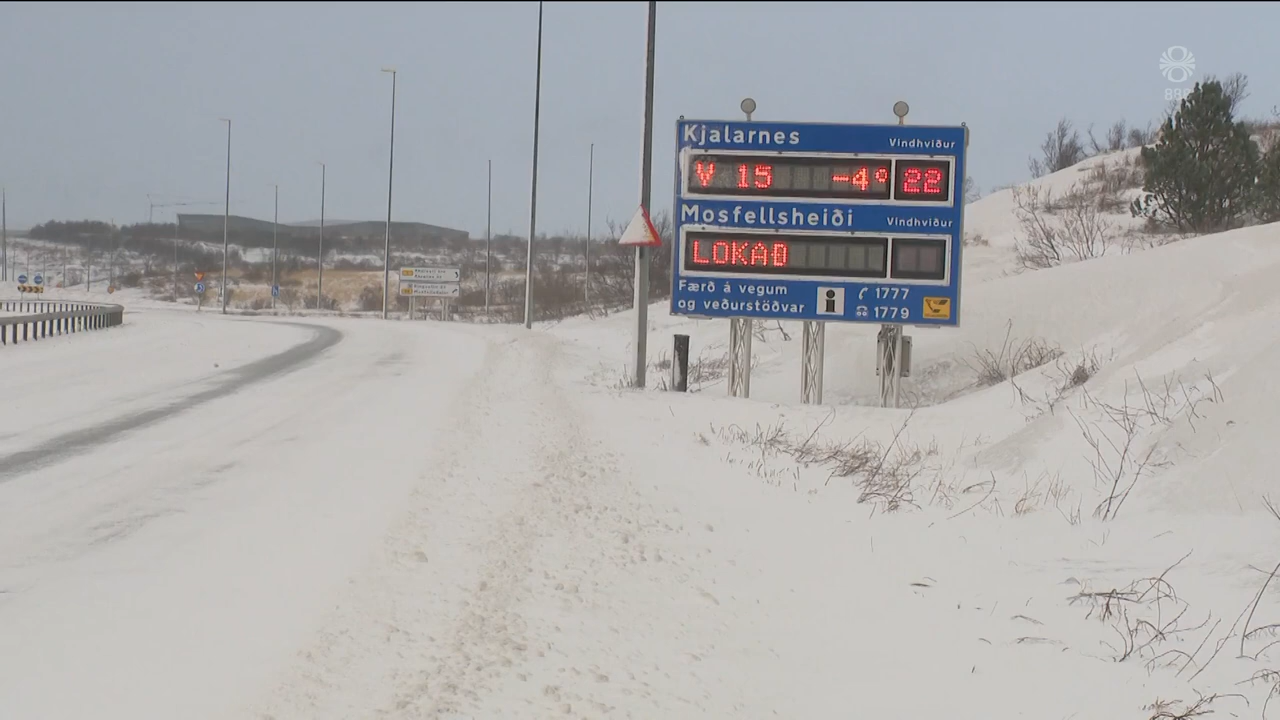 Kjalarnes
Vindhviður
V 15 -4° 22
Mosfellsheiði
Vindhviður
LOKAÐ
Færð á vegum
og veðurstöðvar
i
1777
1779